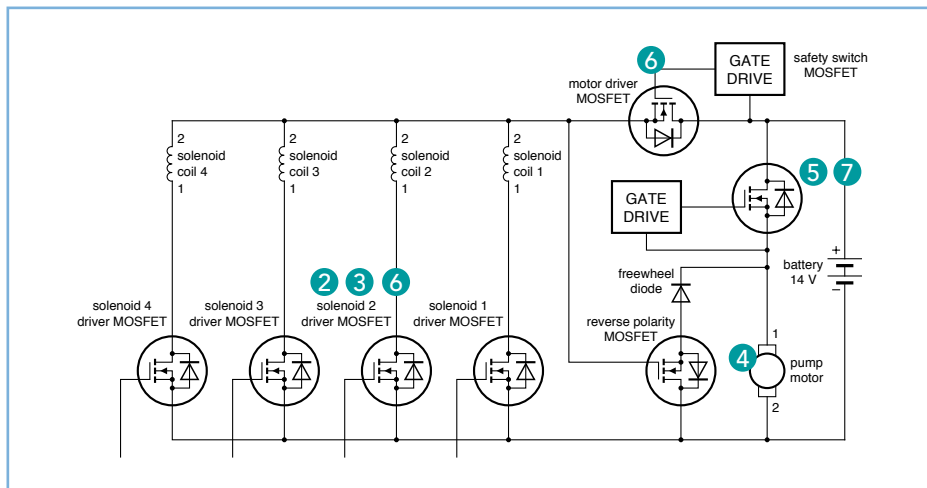 6
GATE
DRIVE
safety switch
MOSFET
motor driver
MOSFET
2
solenoid
coil 4
1
2
solenoid
coil 3
1
2
solenoid
coil 2
1
2
solenoid
coil 1
1
5
7
GATE
DRIVE
+
battery
14 V
−
freewheel
diode
2
3
6
solenoid 4
driver MOSFET
solenoid 3
driver MOSFET
solenoid 2
driver MOSFET
solenoid 1
driver MOSFET
reverse polarity
MOSFET
1
4
pump
motor
2